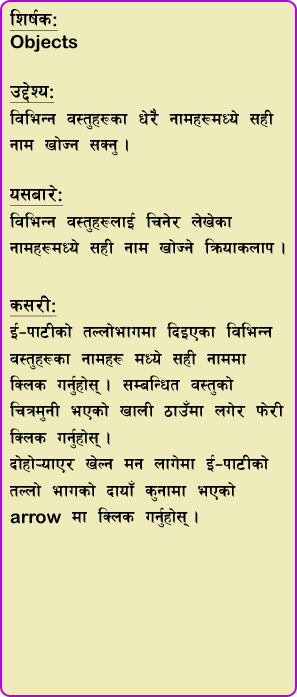 शिर्षक:
Objects
उद्देश्य:
विभिन्न वस्तुहरूका धेरै नामहरूमध्ये सही
नाम खोज्न सक्नु ।
यसबारे:
विभिन्न वस्तुहरूलाई चिनेर लेखेका
नामहरूमध्ये सही नाम खोज्ने क्रियाकलाप ।
कसरी:
ई-पाटीको तल्लोभागमा दिइएका विभिन्न
वस्तुहरूका नामहरू मध्ये सही नाममा
क्लिक गर्नुहोस् । सम्बन्धित वस्तुको
चित्रमुनी भएको खाली ठाउँमा लगेर फेरी
क्लिक गर्नुहोस् ।
दोहोऱ्याएर खेल्न मन लागेमा ई-पाटीको
तल्लो भागको दायाँ कुनामा भएको
arrow मा क्लिक गर्नुहोस् ।